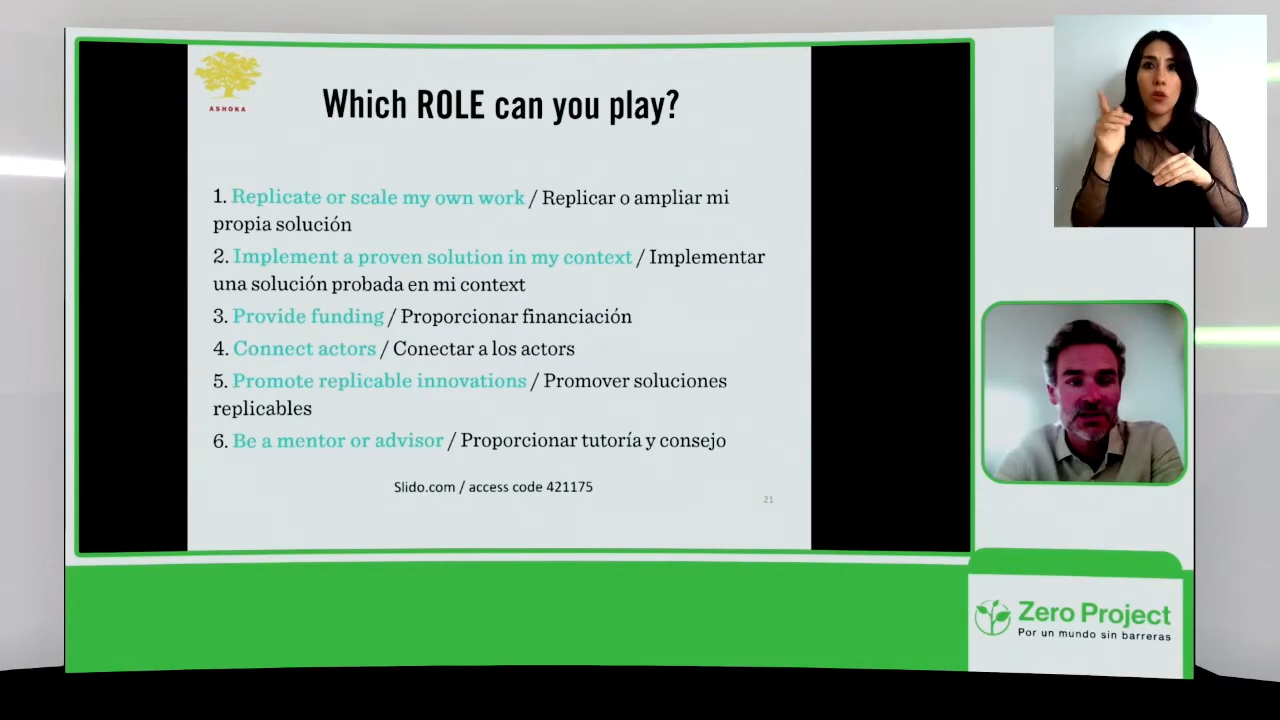 ASHOKA
Which ROLE can you play?
1. Replicate or scale my own work / Replicar o ampliar mi
propia solución
2. Implement a proven solution in my context / Implementar
una solución probada en mi context
3. Provide funding / Proporcionar financiación
4. Connect actors / Conectar a los actors
5. Promote replicable innovations / Promover soluciones
replicables
6. Be a mentor or advisor / Proporcionar tutoría y consejo
Slido.com / access code 421175
21
Zero Project
Por un mundo sin barreras